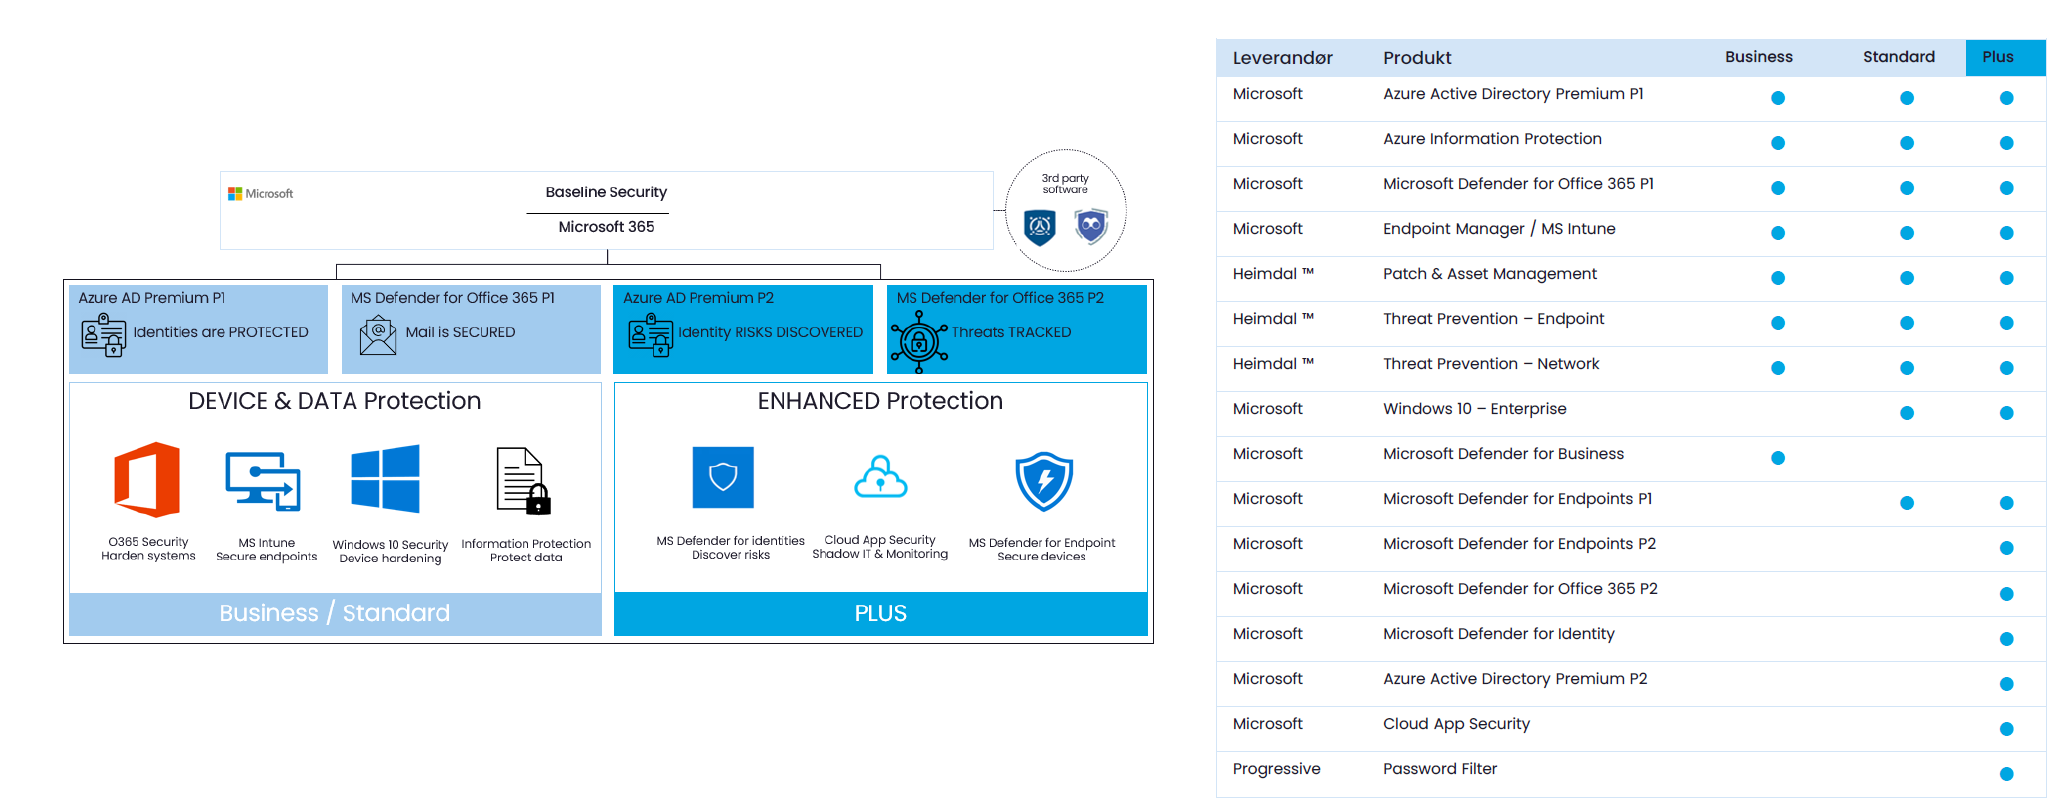 Microsoft
Baseline Security
Microsoft 365
3rd party
software
Azure AD Premium P1
Identities are PROTECTED
MS Defender for Office 365 P1
Mail is SECURED
Azure AD Premium P2
Identity RISKS DISCOVERED
MS Defender for Office 365 P2
Threats TRACKED
DEVICE & DATA Protection
O365 Security
Harden systems
MS Intune
Secure endpoints
Windows 10 Security
Device hardening
Information Protection
Protect data
Business / Standard
ENHANCED Protection
MS Defender for identities
Discover risks
Cloud App Security
Shadow IT & Monitoring
MS Defender for Endpoint
Secure devices
PLUS
Leverandør Produkt Business Standard Plus
Microsoft Azure Active Directory Premium P1
Microsoft Azure Information Protection
Microsoft Microsoft Defender for Office 365 P1
Microsoft Endpoint Manager / MS Intune
Heimdal ™ Patch & Asset Management
Heimdal ™ Threat Prevention – Endpoint
Heimdal ™ Threat Prevention – Network
Microsoft Windows 10 – Enterprise
Microsoft Microsoft Defender for Business
Microsoft Microsoft Defender for Endpoints P1
Microsoft Microsoft Defender for Endpoints P2
Microsoft Microsoft Defender for Office 365 P2
Microsoft Microsoft Defender for Identity
Microsoft Azure Active Directory Premium P2
Microsoft Cloud App Security
Progressive Password Filter